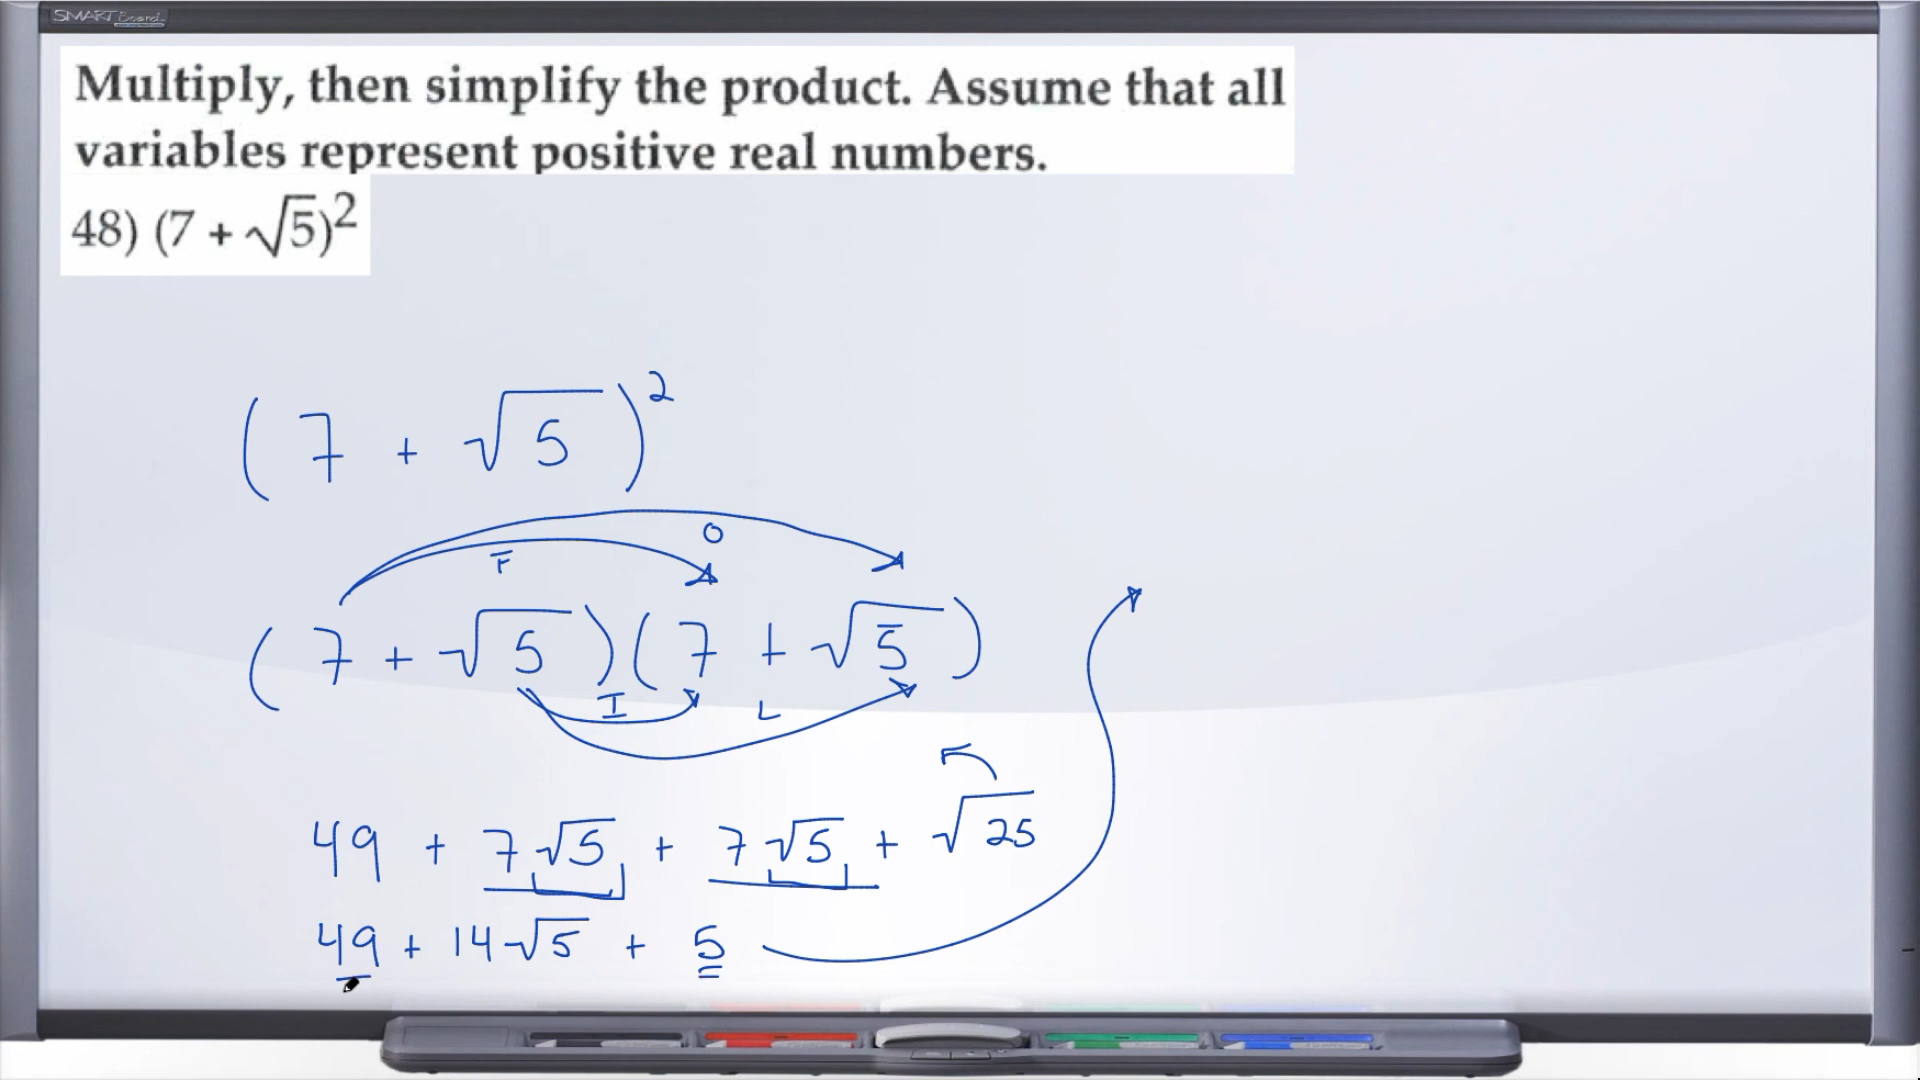 SMART Board
Multiply, then simplify the product. Assume that all
variables represent positive real numbers.
48) (7 + √5)²
(7 + √5)²
O
F
(7 + √5)(7 + √5)
I L
49 + 7√5 + 7√5 + √25
49 + 14√5 + 5